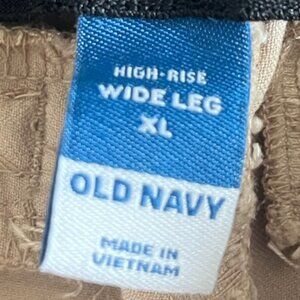 HIGH-RISE
WIDE LEG
XL
OLD NAVY
MADE IN
VIETNAM